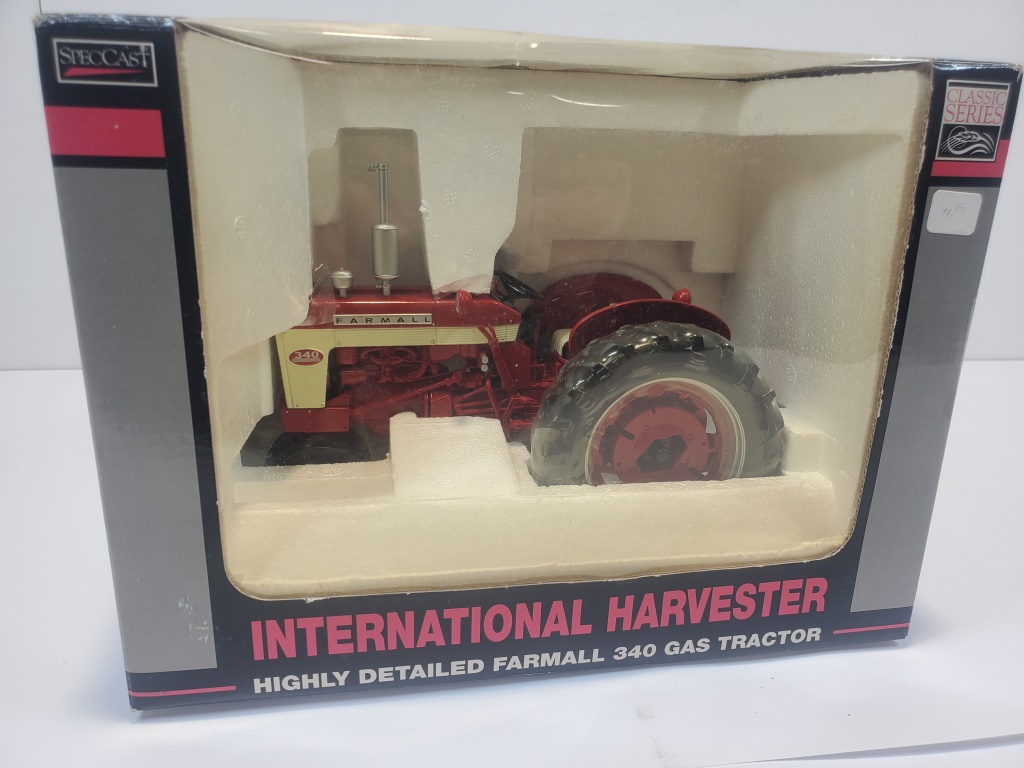 SPECCAST
CLASSIC
SERIES
FARMALL
340
INTERNATIONAL HARVESTER
HIGHLY DETAILED FARMALL 340 GAS TRACTOR